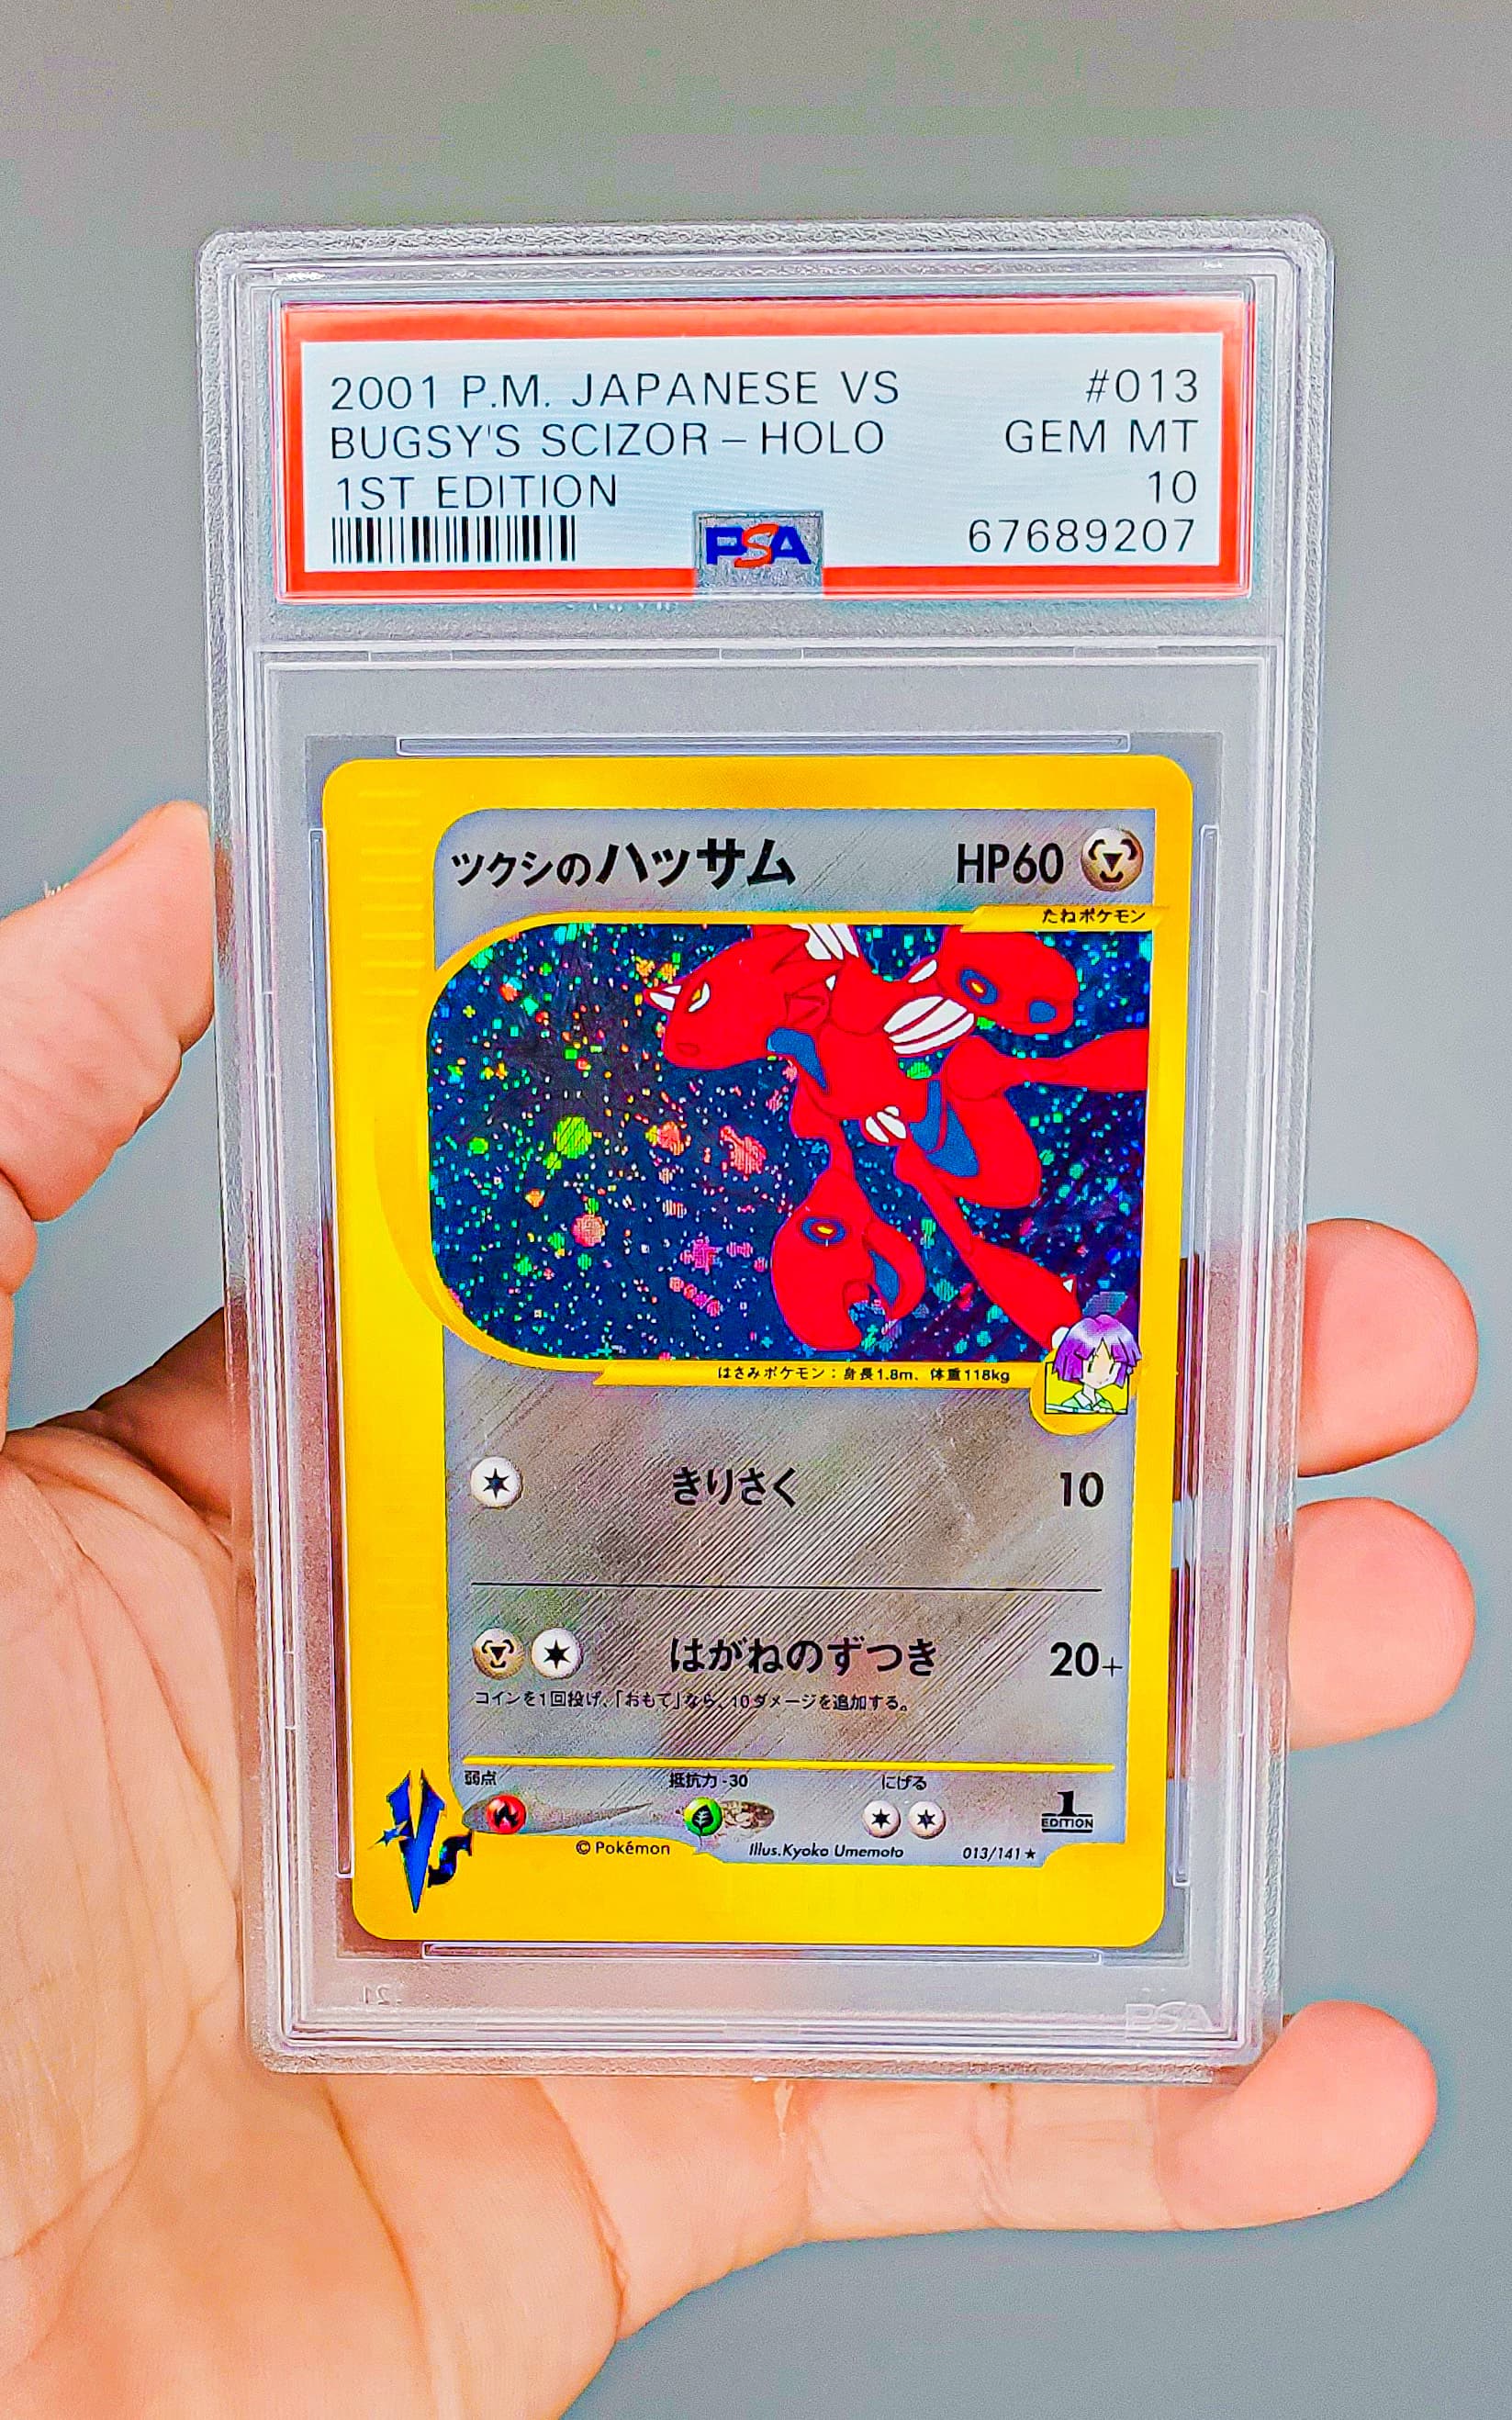 2001 P.M. JAPANESE VS #013
BUGSY'S SCIZOR – HOLO GEM MT
1ST EDITION 10
PSA 67689207
ツクシのハッサム HP60
たねポケモン
はさみポケモン：身長1.8m、体重118kg
きりさく 10
はがねのずつき 20+
コインを1回投げ、「おもて」なら、10ダメージを追加する。
弱点 抵抗力 -30 にげる
1
EDITION
VS
© Pokémon Illus.Kyoko Umemoto 013/141★
PSA